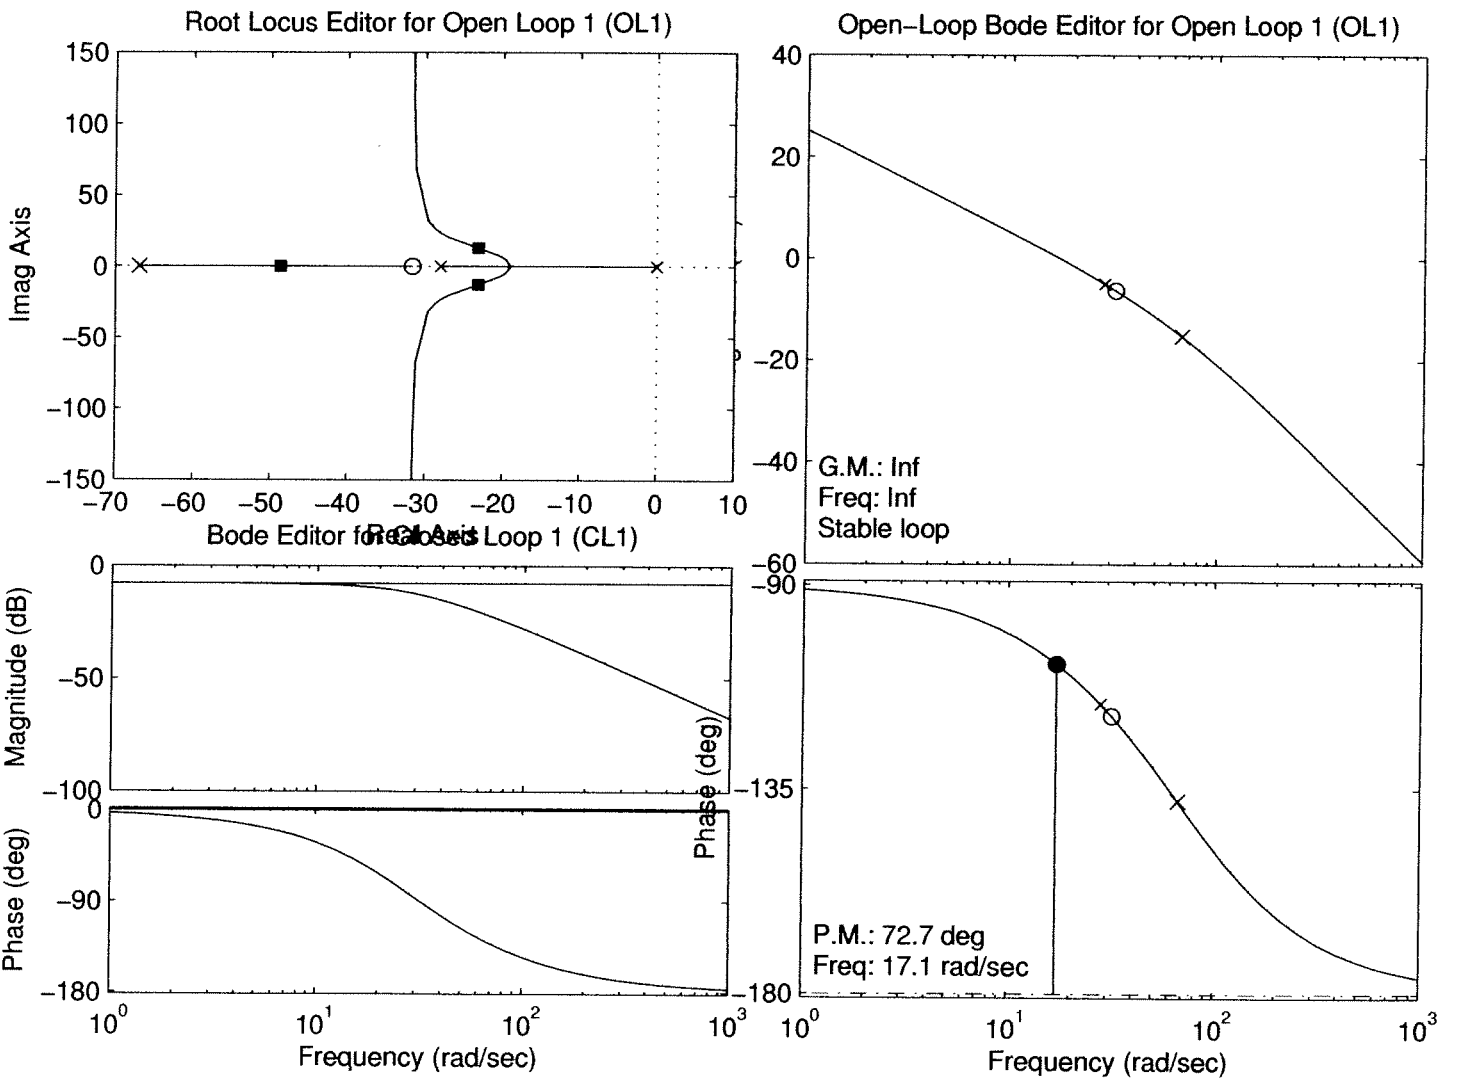 Root Locus Editor for Open Loop 1 (OL1)
150
100
50
0
−50
−100
−150
Imag Axis
−70 −60 −50 −40 −30 −20 −10 0 10
Real Axis
Open−Loop Bode Editor for Open Loop 1 (OL1)
40
20
0
−20
−40
−60
G.M.: Inf
Freq: Inf
Stable loop
Bode Editor for Closed Loop 1 (CL1)
0
−50
−100
Magnitude (dB)
0
−90
−180
Phase (deg)
10^0 10^1 10^2 10^3
Frequency (rad/sec)
−90
−135
−180
Phase (deg)
P.M.: 72.7 deg
Freq: 17.1 rad/sec
10^0 10^1 10^2 10^3
Frequency (rad/sec)